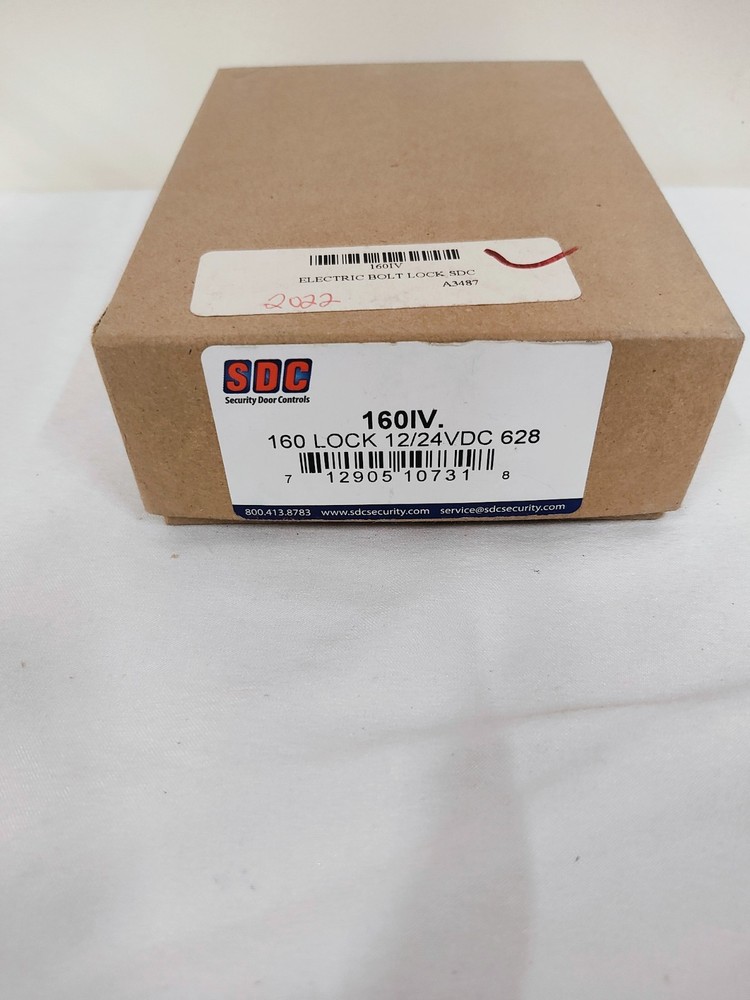 160IV
ELECTRIC BOLT LOCK SDC
A3487
2022
SDC
Security Door Controls
160IV.
160 LOCK 12/24VDC 628
7 12905 10731 8
800.413.8783 www.sdcsecurity.com service@sdcsecurity.com